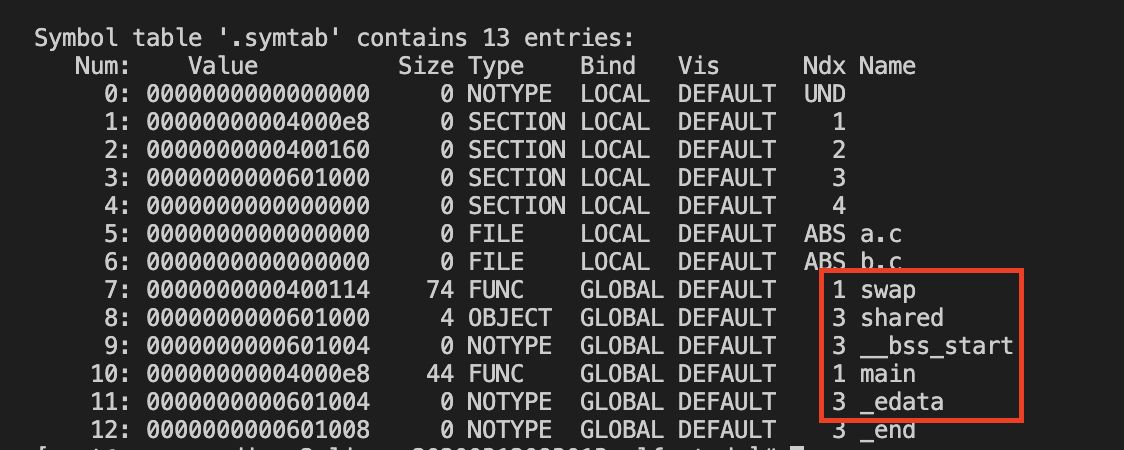 Symbol table '.symtab' contains 13 entries:
Num: Value Size Type Bind Vis Ndx Name
0: 0000000000000000 0 NOTYPE LOCAL DEFAULT UND
1: 00000000004000e8 0 SECTION LOCAL DEFAULT 1
2: 0000000000400160 0 SECTION LOCAL DEFAULT 2
3: 0000000000601000 0 SECTION LOCAL DEFAULT 3
4: 0000000000000000 0 SECTION LOCAL DEFAULT 4
5: 0000000000000000 0 FILE LOCAL DEFAULT ABS a.c
6: 0000000000000000 0 FILE LOCAL DEFAULT ABS b.c
7: 0000000000400114 74 FUNC GLOBAL DEFAULT 1 swap
8: 0000000000601000 4 OBJECT GLOBAL DEFAULT 3 shared
9: 0000000000601004 0 NOTYPE GLOBAL DEFAULT 3 __bss_start
10: 00000000004000e8 44 FUNC GLOBAL DEFAULT 1 main
11: 0000000000601004 0 NOTYPE GLOBAL DEFAULT 3 _edata
12: 0000000000601008 0 NOTYPE GLOBAL DEFAULT 3 _end